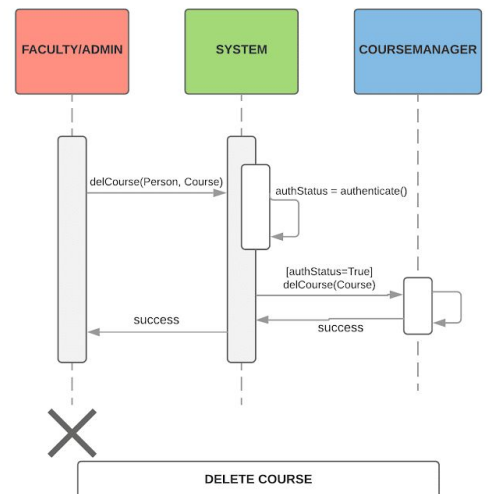 FACULTY/ADMIN
SYSTEM
COURSEMANAGER
delCourse(Person, Course)
authStatus = authenticate()
[authStatus=True]
delCourse(Course)
success
success
DELETE COURSE